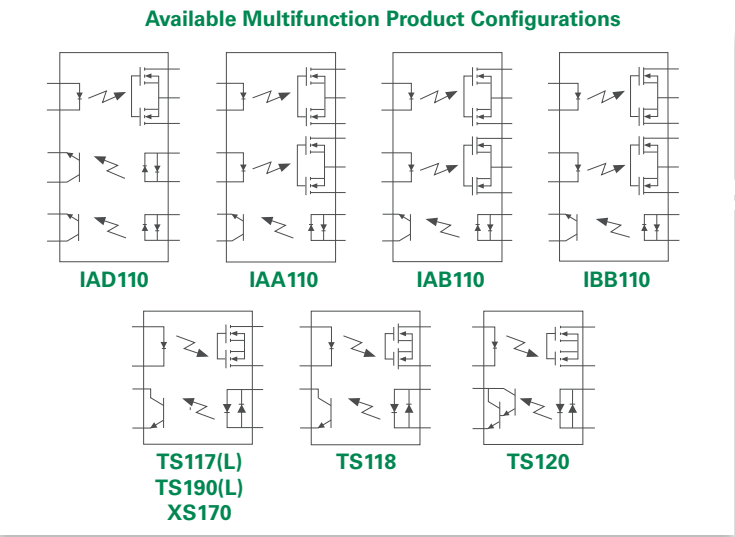 Available Multifunction Product Configurations
IAD110
IAA110
IAB110
IBB110
TS117(L)
TS190(L)
XS170
TS118
TS120